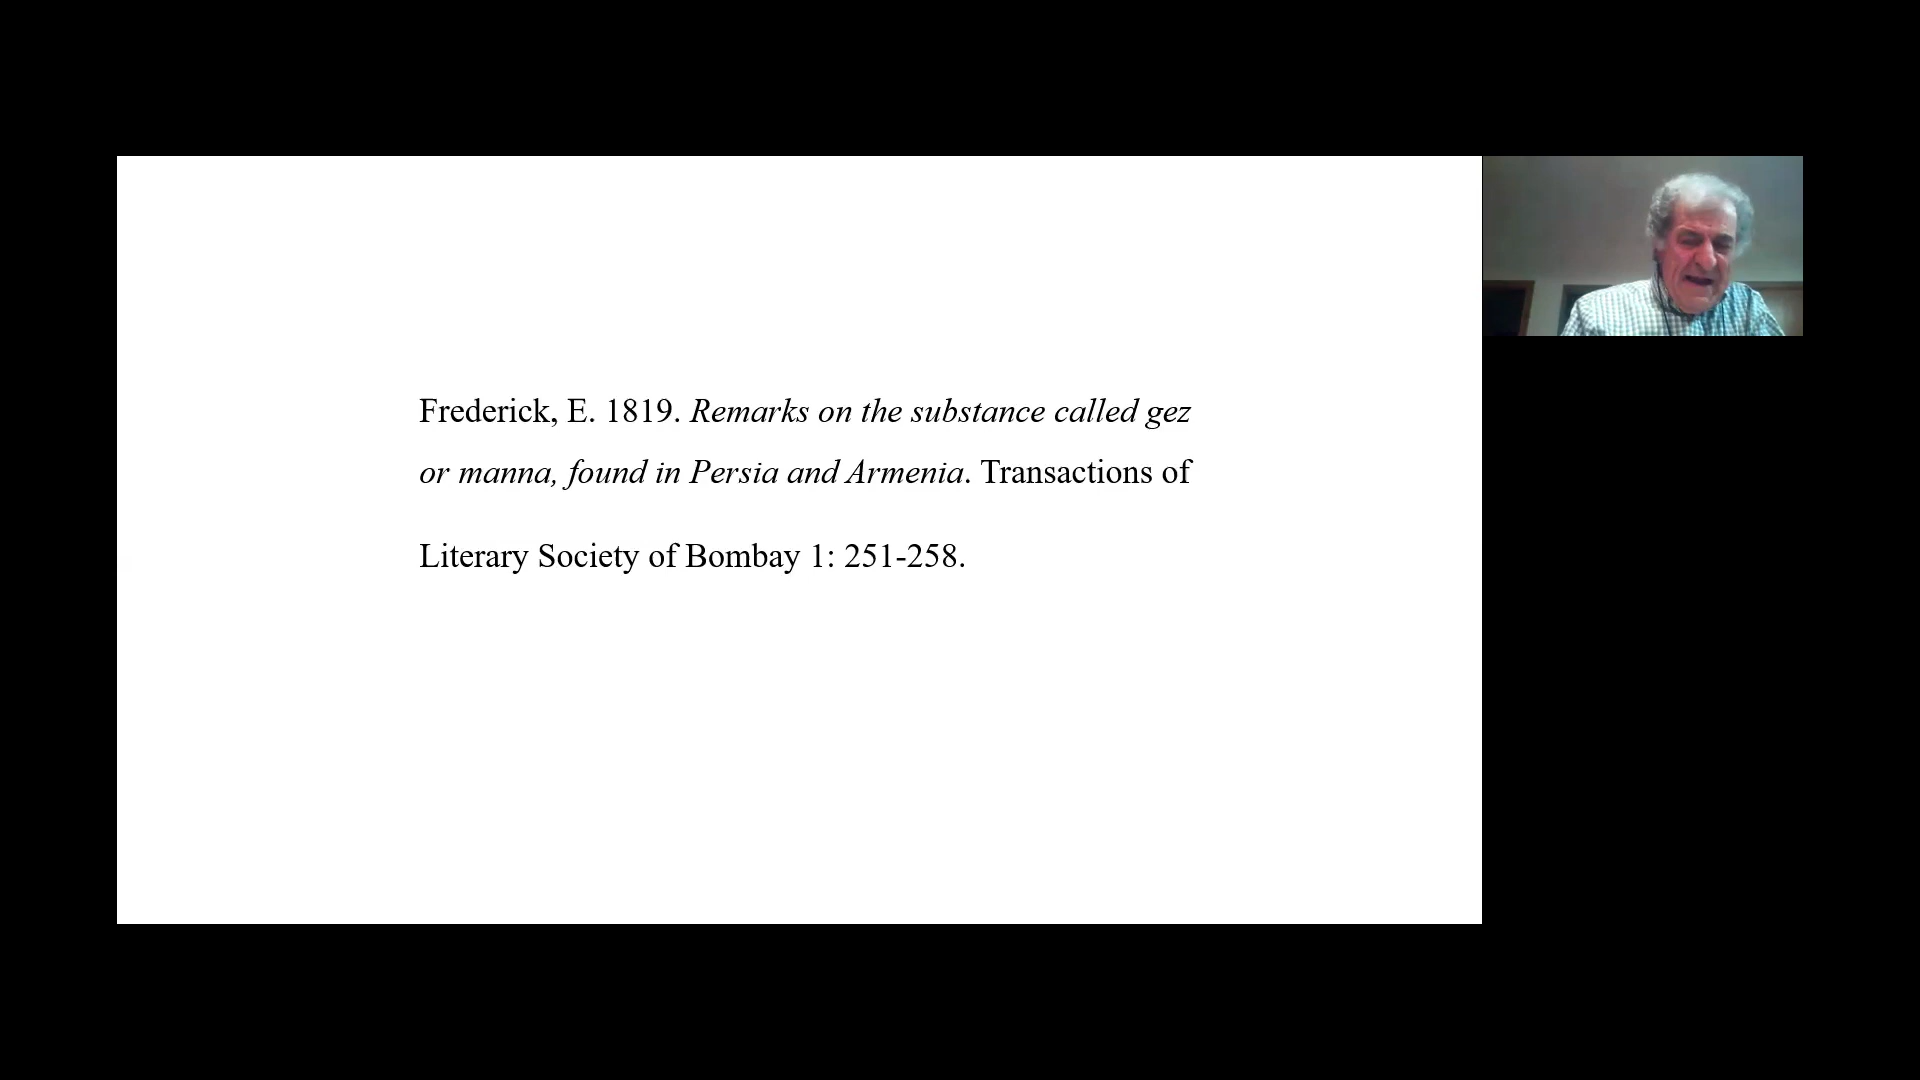 Frederick, E. 1819. Remarks on the substance called gez
or manna, found in Persia and Armenia. Transactions of
Literary Society of Bombay 1: 251-258.